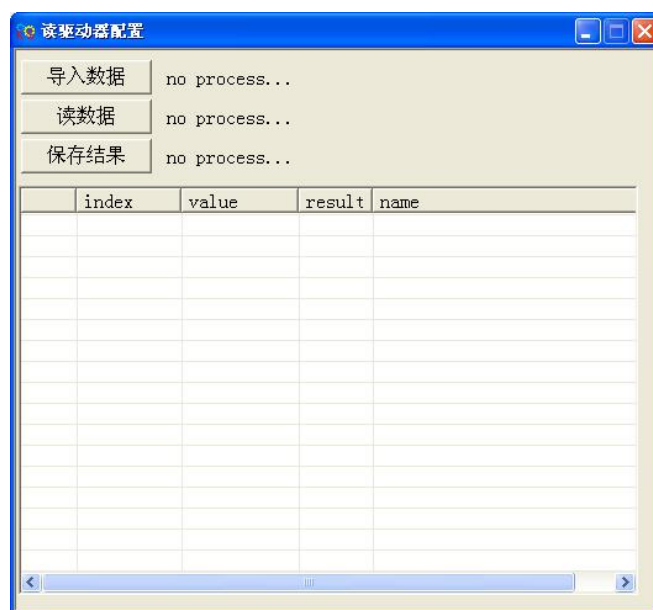 读驱动器配置
导入数据 no process...
读数据 no process...
保存结果 no process...
index value result name